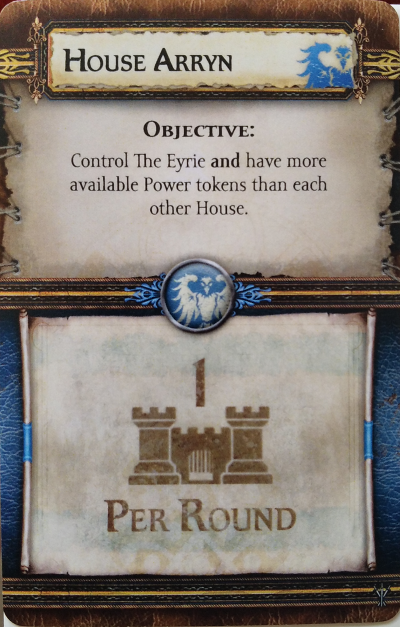 House Arryn
Objective:
Control The Eyrie and have more
available Power tokens than each
other House.
1
Per Round